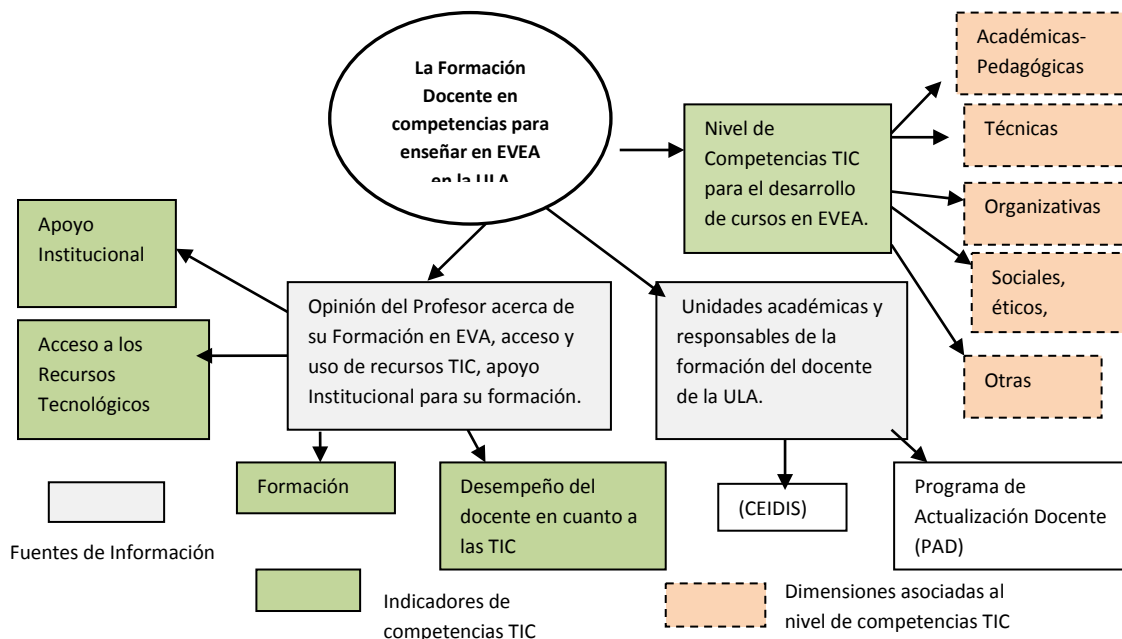 La Formación
Docente en
competencias para
enseñar en EVEA
en la ULA
Nivel de
Competencias TIC
para el desarrollo
de cursos en EVEA.
Académicas-
Pedagógicas
Técnicas
Organizativas
Sociales,
éticos,
Otras
Apoyo
Institucional
Acceso a los
Recursos
Tecnológicos
Opinión del Profesor acerca de
su Formación en EVA, acceso y
uso de recursos TIC, apoyo
Institucional para su formación.
Unidades académicas y
responsables de la
formación del docente
de la ULA.
Formación
Desempeño del
docente en cuanto a
las TIC
(CEIDIS)
Programa de
Actualización Docente
(PAD)
Fuentes de Información
Indicadores de
competencias TIC
Dimensiones asociadas al
nivel de competencias TIC